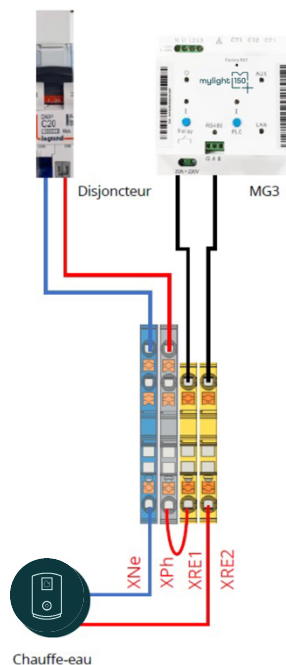 C20
legrand
mylight 150
AUX
Relay
RS485
PLC
LAN
G A B
Disjoncteur
MG3
XNe
XPh
XRE1
XRE2
Chauffe-eau